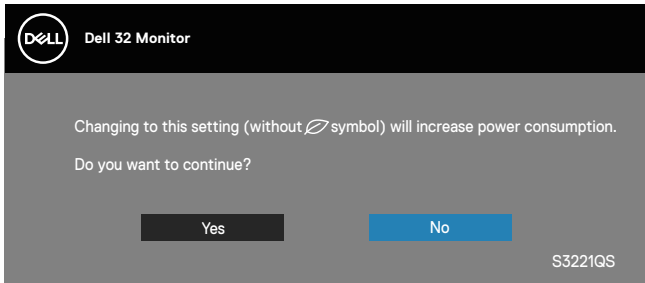 DELL
Dell 32 Monitor
Changing to this setting (without symbol) will increase power consumption.
Do you want to continue?
Yes
No
S3221QS